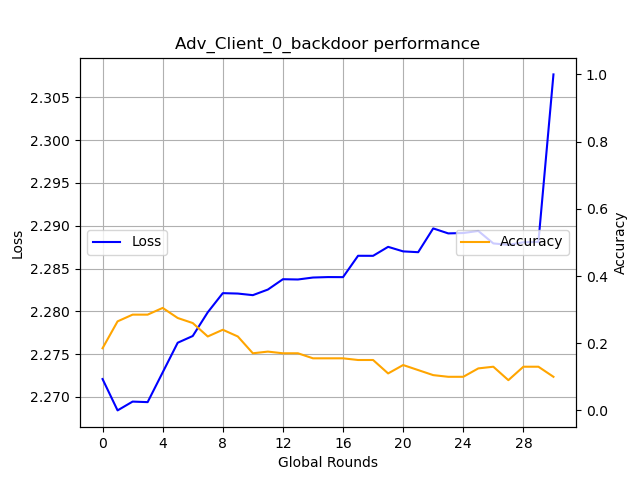 Adv_Client_0_backdoor performance
2.305
2.300
2.295
2.290
2.285
2.280
2.275
2.270
Loss
Loss
Accuracy
1.0
0.8
0.6
0.4
0.2
0.0
Accuracy
0 4 8 12 16 20 24 28
Global Rounds